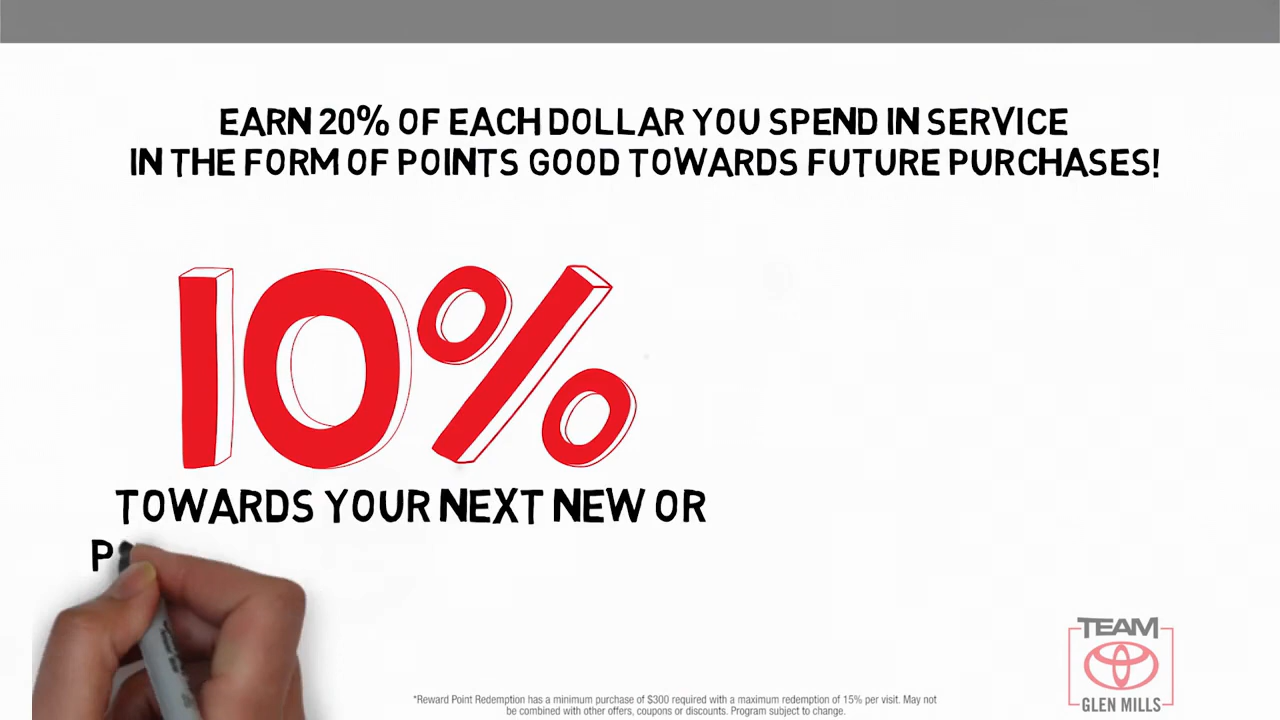 EARN 20% OF EACH DOLLAR YOU SPEND IN SERVICE
IN THE FORM OF POINTS GOOD TOWARDS FUTURE PURCHASES!
10%
TOWARDS YOUR NEXT NEW OR
P
TEAM
GLEN MILLS
*Reward Point Redemption has a minimum purchase of $300 required with a maximum redemption of 15% per visit. May not
be combined with other offers, coupons or discounts. Program subject to change.